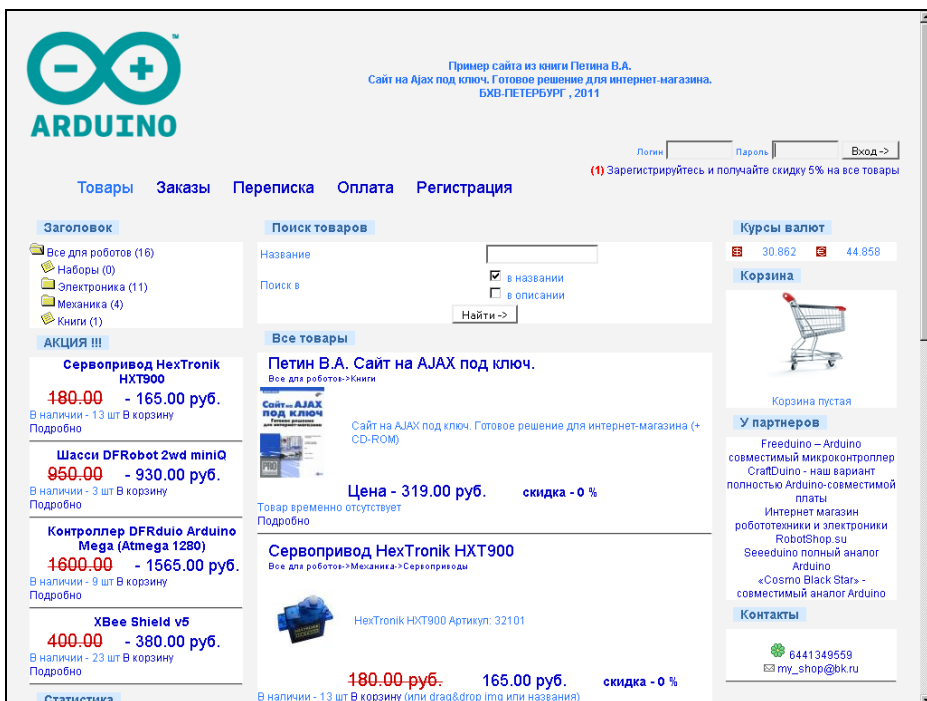 ARDUINO
TM
Пример сайта из книги Петина В.А.
Сайт на Ajax под ключ. Готовое решение для интернет-магазина.
БХВ-ПЕТЕРБУРГ , 2011
Логин
Пароль
Вход ->
(1) Зарегистрируйтесь и получайте скидку 5% на все товары
Товары Заказы Переписка Оплата Регистрация
Заголовок
Все для роботов (16)
Наборы (0)
Электроника (11)
Механика (4)
Книги (1)
АКЦИЯ !!!
Сервопривод HexTronik
HXT900
180.00 - 165.00 руб.
В наличии - 13 шт В корзину
Подробно
Шасси DFRobot 2wd miniQ
950.00 - 930.00 руб.
В наличии - 3 шт В корзину
Подробно
Контроллер DFRduio Arduino
Mega (Atmega 1280)
1600.00 - 1565.00 руб.
В наличии - 9 шт В корзину
Подробно
XBee Shield v5
400.00 - 380.00 руб.
В наличии - 23 шт В корзину
Подробно
Статистика
Поиск товаров
Название
Поиск в
в названии
в описании
Найти ->
Все товары
Петин В.А. Сайт на AJAX под ключ.
Все для роботов->Книги
Сайт на AJAX
под ключ
Готовое решение
для интернет-магазина
PRO
Сайт на AJAX под ключ. Готовое решение для интернет-магазина (+
CD-ROM)
Цена - 319.00 руб. скидка - 0 %
Товар временно отсутствует
Подробно
Сервопривод HexTronik HXT900
Все для роботов->Механика->Сервоприводы
HexTronik HXT900 Артикул: 32101
180.00 руб. 165.00 руб. скидка - 0 %
В наличии - 13 шт В корзину (или drag&drop img или названия)
Курсы валют
30.862 44.858
Корзина
Корзина пустая
У партнеров
Freeduino – Arduino
совместимый микроконтроллер
CraftDuino - наш вариант
полностью Arduino-совместимой
платы
Интернет магазин
робототехники и электроники
RobotShop.su
Seeeduino полный аналог
Arduino
«Cosmo Black Star» -
совместимый аналог Arduino
Контакты
6441349559
my_shop@bk.ru